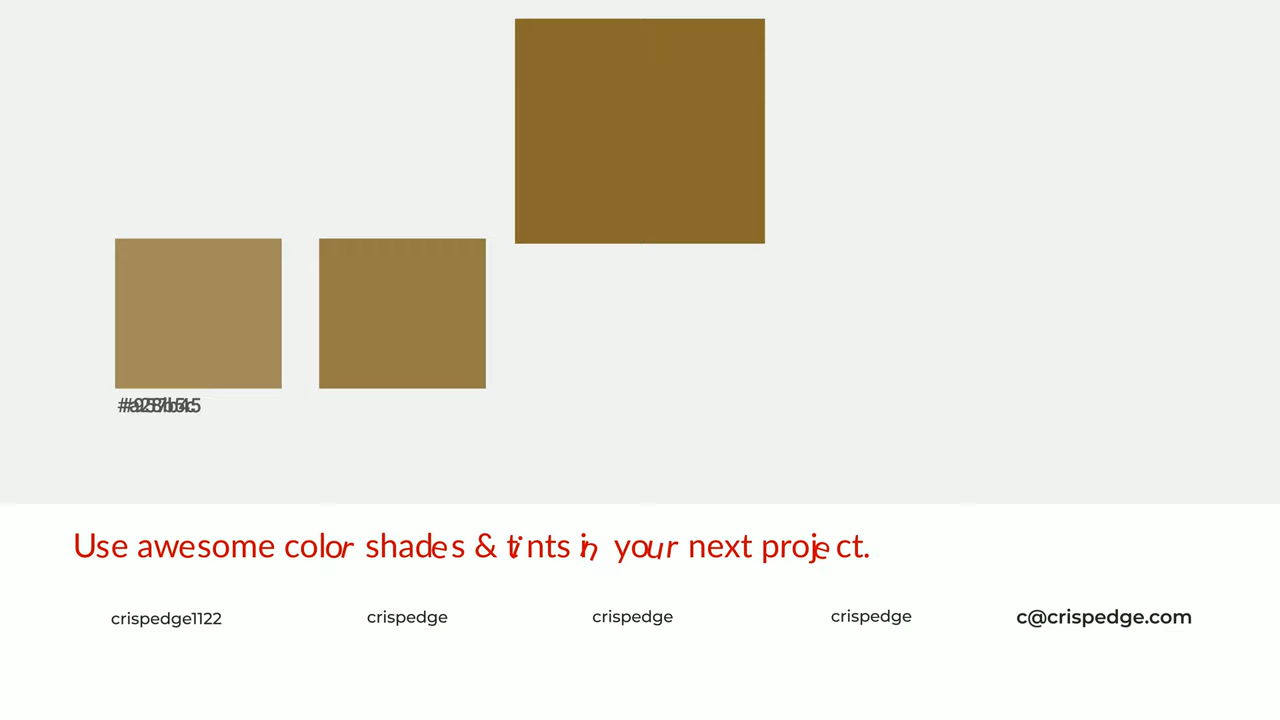 Use awesome color shades & tints in your next project.
crispedge1122 crispedge crispedge crispedge c@crispedge.com